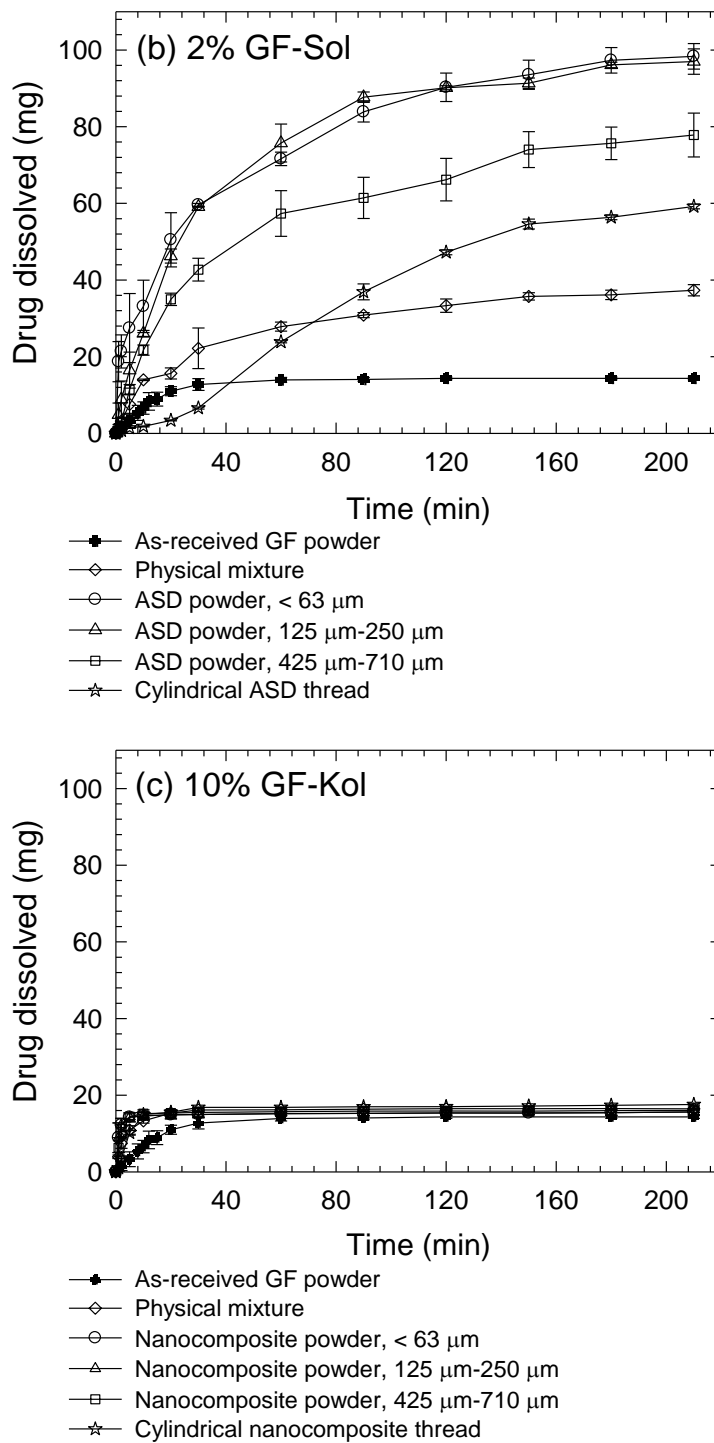 (b) 2% GF-Sol
100
80
60
40
20
0
Drug dissolved (mg)
0 40 80 120 160 200
Time (min)
As-received GF powder
Physical mixture
ASD powder, < 63 μm
ASD powder, 125 μm-250 μm
ASD powder, 425 μm-710 μm
Cylindrical ASD thread
(c) 10% GF-Kol
100
80
60
40
20
0
Drug dissolved (mg)
0 40 80 120 160 200
Time (min)
As-received GF powder
Physical mixture
Nanocomposite powder, < 63 μm
Nanocomposite powder, 125 μm-250 μm
Nanocomposite powder, 425 μm-710 μm
Cylindrical nanocomposite thread